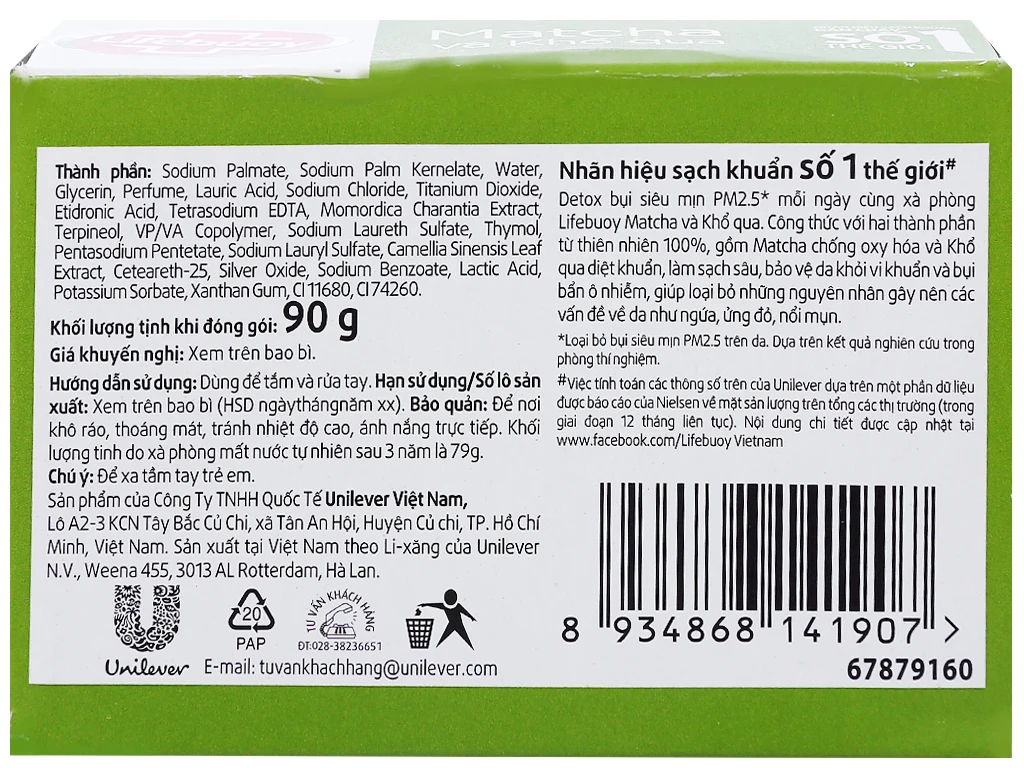 Lifebuoy
Matcha
và Khổ qua
SỐ 1
THẾ GIỚI
Thành phần: Sodium Palmate, Sodium Palm Kernelate, Water,
Glycerin, Perfume, Lauric Acid, Sodium Chloride, Titanium Dioxide,
Etidronic Acid, Tetrasodium EDTA, Momordica Charantia Extract,
Terpineol, VP/VA Copolymer, Sodium Laureth Sulfate, Thymol,
Pentasodium Pentetate, Sodium Lauryl Sulfate, Camellia Sinensis Leaf
Extract, Ceteareth-25, Silver Oxide, Sodium Benzoate, Lactic Acid,
Potassium Sorbate, Xanthan Gum, CI 11680, CI 74260.
Khối lượng tịnh khi đóng gói: 90 g
Giá khuyến nghị: Xem trên bao bì.
Hướng dẫn sử dụng: Dùng để tắm và rửa tay. Hạn sử dụng/Số lô sản
xuất: Xem trên bao bì (HSD ngàythángnăm xx). Bảo quản: Để nơi
khô ráo, thoáng mát, tránh nhiệt độ cao, ánh nắng trực tiếp. Khối
lượng tịnh do xà phòng mất nước tự nhiên sau 3 năm là 79g.
Chú ý: Để xa tầm tay trẻ em.
Sản phẩm của Công Ty TNHH Quốc Tế Unilever Việt Nam,
Lô A2-3 KCN Tây Bắc Củ Chi, xã Tân An Hội, Huyện Củ chi, TP. Hồ Chí
Minh, Việt Nam. Sản xuất tại Việt Nam theo Li-xăng của Unilever
N.V., Weena 455, 3013 AL Rotterdam, Hà Lan.
20
PAP
TƯ VẤN KHÁCH HÀNG
ĐT:028-38236651
Unilever
E-mail: tuvankhachhang@unilever.com
Nhãn hiệu sạch khuẩn số 1 thế giới#
Detox bụi siêu mịn PM2.5* mỗi ngày cùng xà phòng
Lifebuoy Matcha và Khổ qua. Công thức với hai thành phần
từ thiên nhiên 100%, gồm Matcha chống oxy hóa và Khổ
qua diệt khuẩn, làm sạch sâu, bảo vệ da khỏi vi khuẩn và bụi
bẩn ô nhiễm, giúp loại bỏ những nguyên nhân gây nên các
vấn đề về da như ngứa, ửng đỏ, nổi mụn.
*Loại bỏ bụi siêu mịn PM2.5 trên da. Dựa trên kết quả nghiên cứu trong
phòng thí nghiệm.
#Việc tính toán các thông số trên của Unilever dựa trên một phần dữ liệu
được báo cáo của Nielsen về mặt sản lượng trên tổng các thị trường (trong
giai đoạn 12 tháng liên tục). Nội dung chi tiết được cập nhật tại
www.facebook.com/Lifebuoy Vietnam
8 934868 141907 >
67879160